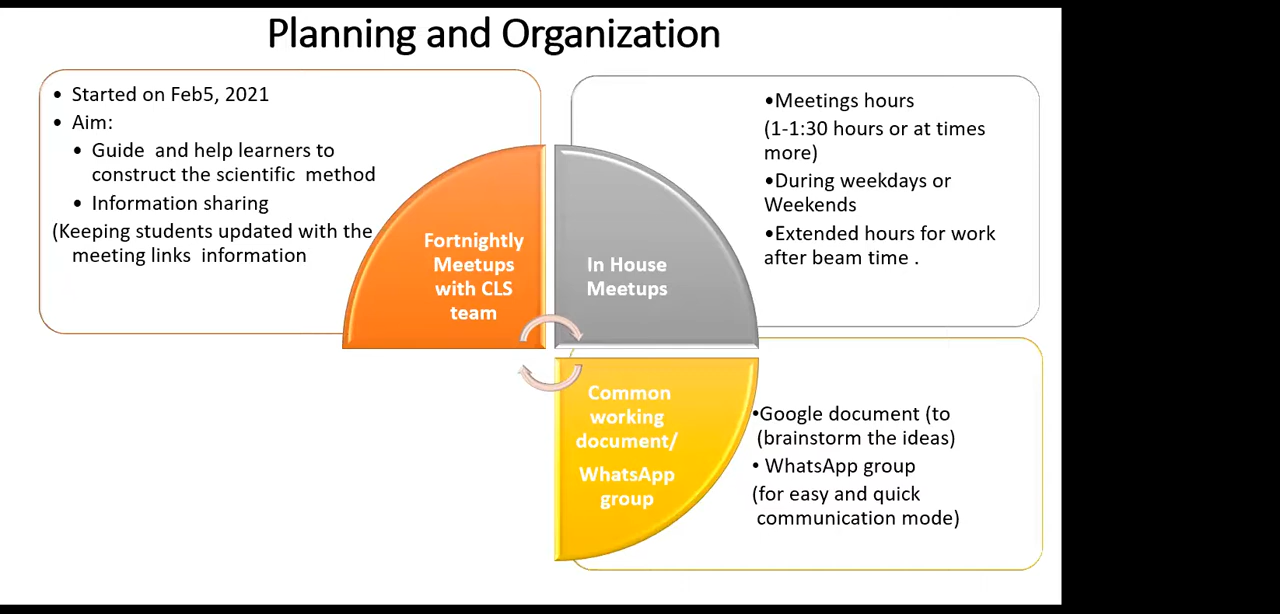 Planning and Organization
• Started on Feb5, 2021
• Aim:
• Guide and help learners to
construct the scientific method
• Information sharing
(Keeping students updated with the
meeting links information
Fortnightly
Meetups
with CLS
team
In House
Meetups
•Meetings hours
(1-1:30 hours or at times
more)
•During weekdays or
Weekends
•Extended hours for work
after beam time .
Common
working
document/
WhatsApp
group
•Google document (to
(brainstorm the ideas)
• WhatsApp group
(for easy and quick
communication mode)